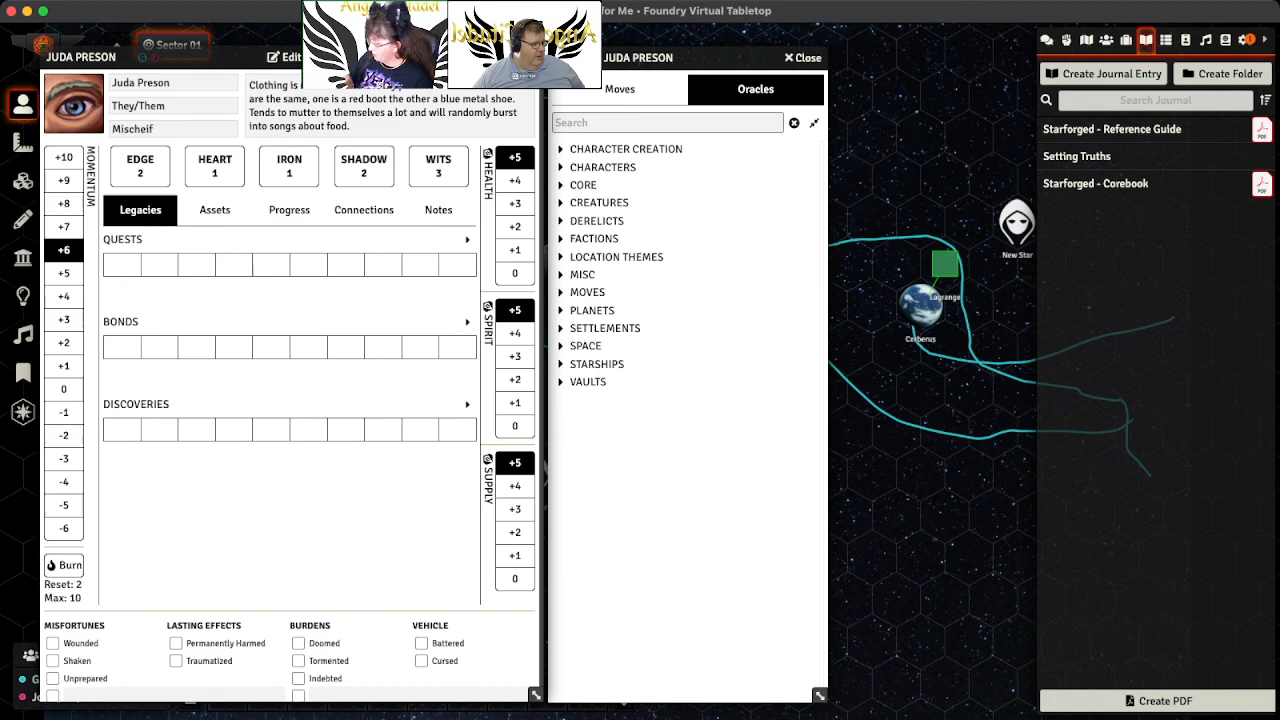 for Me • Foundry Virtual Tabletop
Sector 01
JUDA PRESON
Edit
JUDA PRESON
Close
Juda Preson
They/Them
Mischeif
Clothing is
are the same, one is a red boot the other a blue metal shoe.
Tends to mutter to themselves a lot and will randomly burst
into songs about food.
Moves
Oracles
Search
CHARACTER CREATION
CHARACTERS
CORE
CREATURES
DERELICTS
FACTIONS
LOCATION THEMES
MISC
MOVES
PLANETS
SETTLEMENTS
SPACE
STARSHIPS
VAULTS
MOMENTUM
+10
+9
+8
+7
+6
+5
+4
+3
+2
+1
0
-1
-2
-3
-4
-5
-6
Burn
Reset: 2
Max: 10
EDGE
2
HEART
1
IRON
1
SHADOW
2
WITS
3
Legacies
Assets
Progress
Connections
Notes
QUESTS
BONDS
DISCOVERIES
HEALTH
+5
+4
+3
+2
+1
0
SPIRIT
+5
+4
+3
+2
+1
0
SUPPLY
+5
+4
+3
+2
+1
0
MISFORTUNES
Wounded
Shaken
Unprepared
LASTING EFFECTS
Permanently Harmed
Traumatized
BURDENS
Doomed
Tormented
Indebted
VEHICLE
Battered
Cursed
Create Journal Entry
Create Folder
Search Journal
Starforged - Reference Guide
PDF
Setting Truths
Starforged - Corebook
PDF
New Star
Lagrange
Cerberus
Create PDF